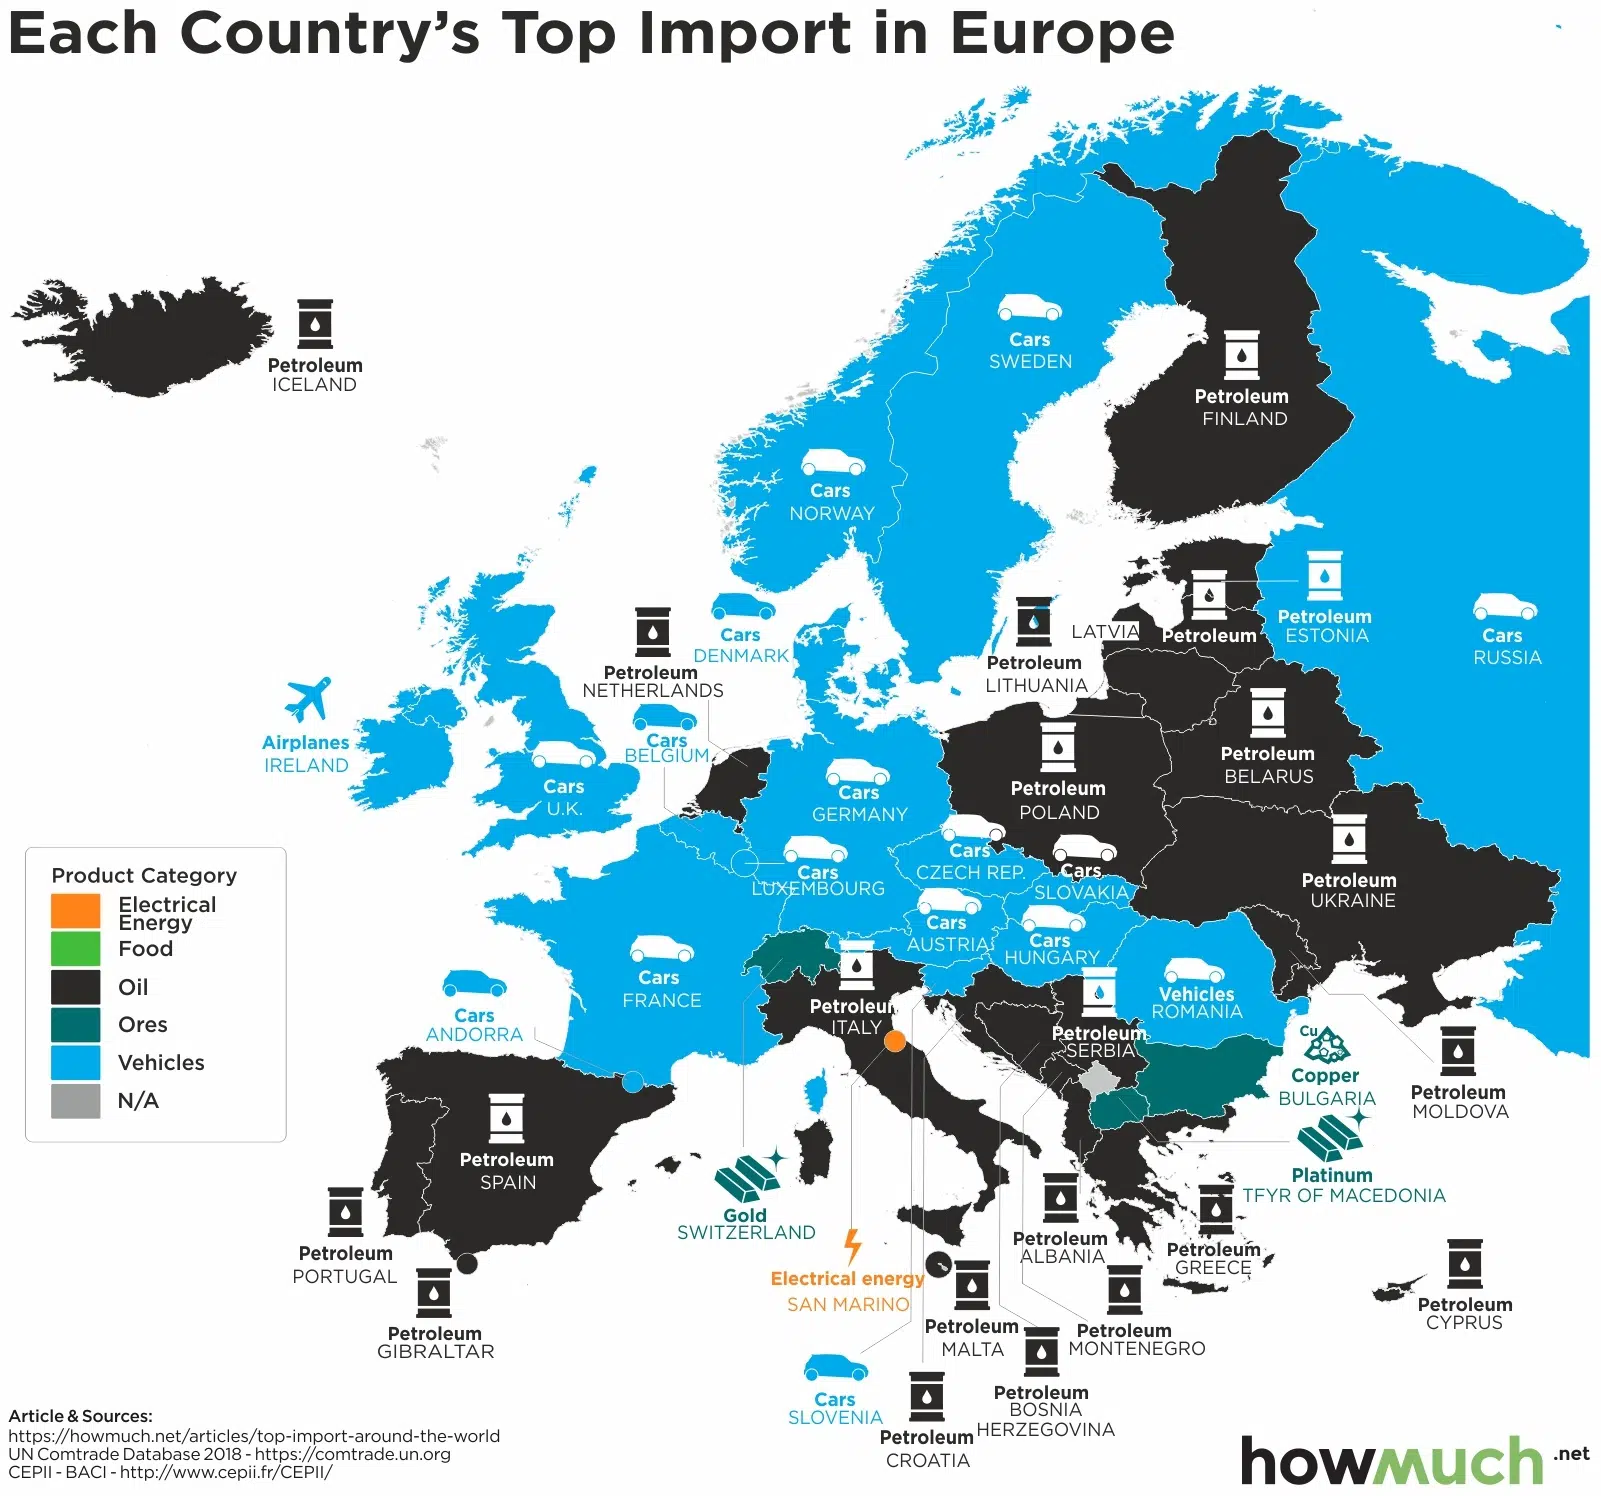 Each Country's Top Import in Europe
Petroleum
ICELAND
Cars
SWEDEN
Petroleum
FINLAND
Cars
NORWAY
Petroleum
NETHERLANDS
Cars
DENMARK
Petroleum
LITHUANIA
LATVIA
Petroleum
Petroleum
ESTONIA
Cars
RUSSIA
Airplanes
IRELAND
Cars
U.K.
Cars
BELGIUM
Cars
GERMANY
Petroleum
POLAND
Petroleum
BELARUS
Cars
LUXEMBOURG
Cars
CZECH REP.
Cars
SLOVAKIA
Petroleum
UKRAINE
Cars
AUSTRIA
Cars
HUNGARY
Cars
FRANCE
Cars
ANDORRA
Petroleum
ITALY
Vehicles
ROMANIA
Petroleum
SERBIA
Cu
Copper
BULGARIA
Petroleum
MOLDOVA
Product Category
Electrical
Energy
Food
Oil
Ores
Vehicles
N/A
Petroleum
SPAIN
Platinum
TFYR OF MACEDONIA
Gold
SWITZERLAND
Petroleum
PORTUGAL
Petroleum
GIBRALTAR
Electrical energy
SAN MARINO
Petroleum
ALBANIA
Petroleum
GREECE
Petroleum
CYPRUS
Petroleum
MALTA
Petroleum
MONTENEGRO
Cars
SLOVENIA
Petroleum
BOSNIA
HERZEGOVINA
Petroleum
CROATIA
Article & Sources:
https://howmuch.net/articles/top-import-around-the-world
UN Comtrade Database 2018 - https://comtrade.un.org
CEPII - BACI - http://www.cepii.fr/CEPII/
howmuch.net